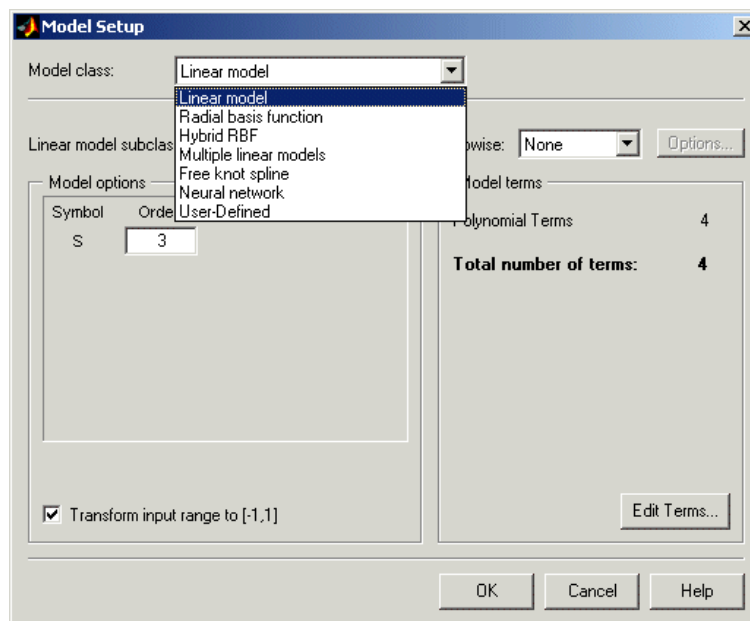 Model Setup
Model class: Linear model
Linear model
Radial basis function
Hybrid RBF
Multiple linear models
Free knot spline
Neural network
User-Defined
Linear model subclas
pwise: None Options...
Model options
Symbol Orde
S 3
Transform input range to [-1,1]
Model terms
Polynomial Terms 4
Total number of terms: 4
Edit Terms...
OK Cancel Help